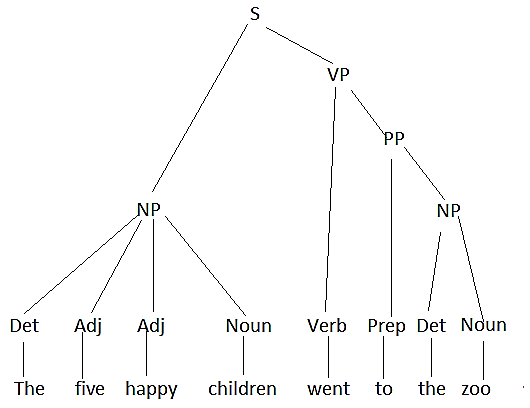 S
VP
PP
NP NP
Det Adj Adj Noun Verb Prep Det Noun
The five happy children went to the zoo .